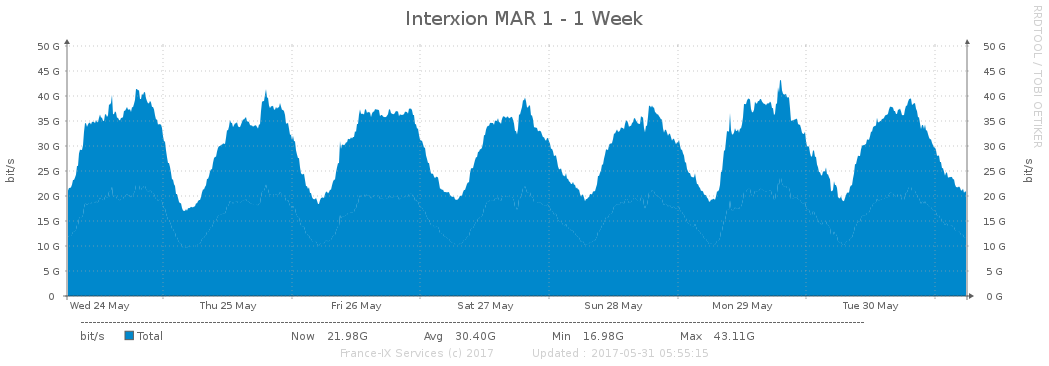 Interxion MAR 1 - 1 Week
RRDTOOL / TOBI OETIKER
50 G 50 G
45 G 45 G
40 G 40 G
35 G 35 G
30 G 30 G
25 G 25 G
20 G 20 G
15 G 15 G
10 G 10 G
5 G 5 G
0 0 G
bit/s bit/s
Wed 24 May Thu 25 May Fri 26 May Sat 27 May Sun 28 May Mon 29 May Tue 30 May
bit/s Total Now 21.98G Avg 30.40G Min 16.98G Max 43.11G
France-IX Services (c) 2017 Updated : 2017-05-31 05:55:15